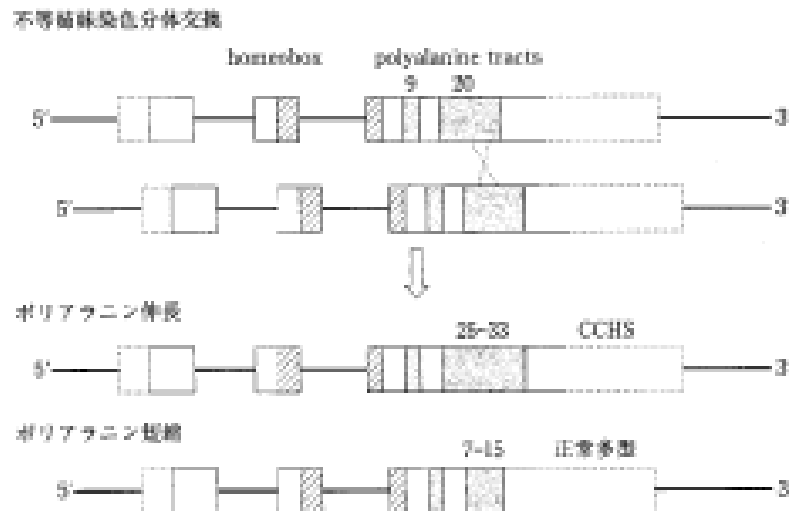 不等姉妹染色分体交換
homeobox polyalanine tracts
9 20
5' 3'
5' 3'
ポリアラニン伸長
25-33 CCHS
5' 3'
ポリアラニン短縮
7-15 正常多型
5' 3'